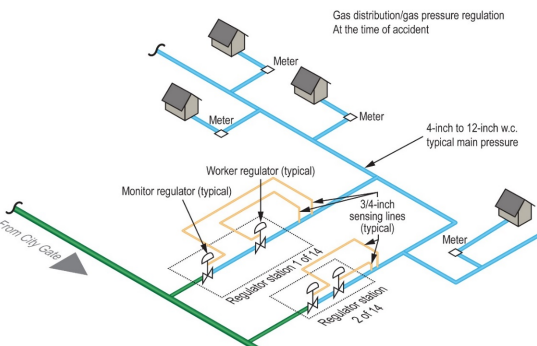 Gas distribution/gas pressure regulation
At the time of accident
Meter
Meter
Meter
4-inch to 12-inch w.c.
typical main pressure
Worker regulator (typical)
Monitor regulator (typical)
3/4-inch
sensing lines
(typical)
Meter
From City Gate
Regulator station 1 of 14
Regulator station
2 of 14